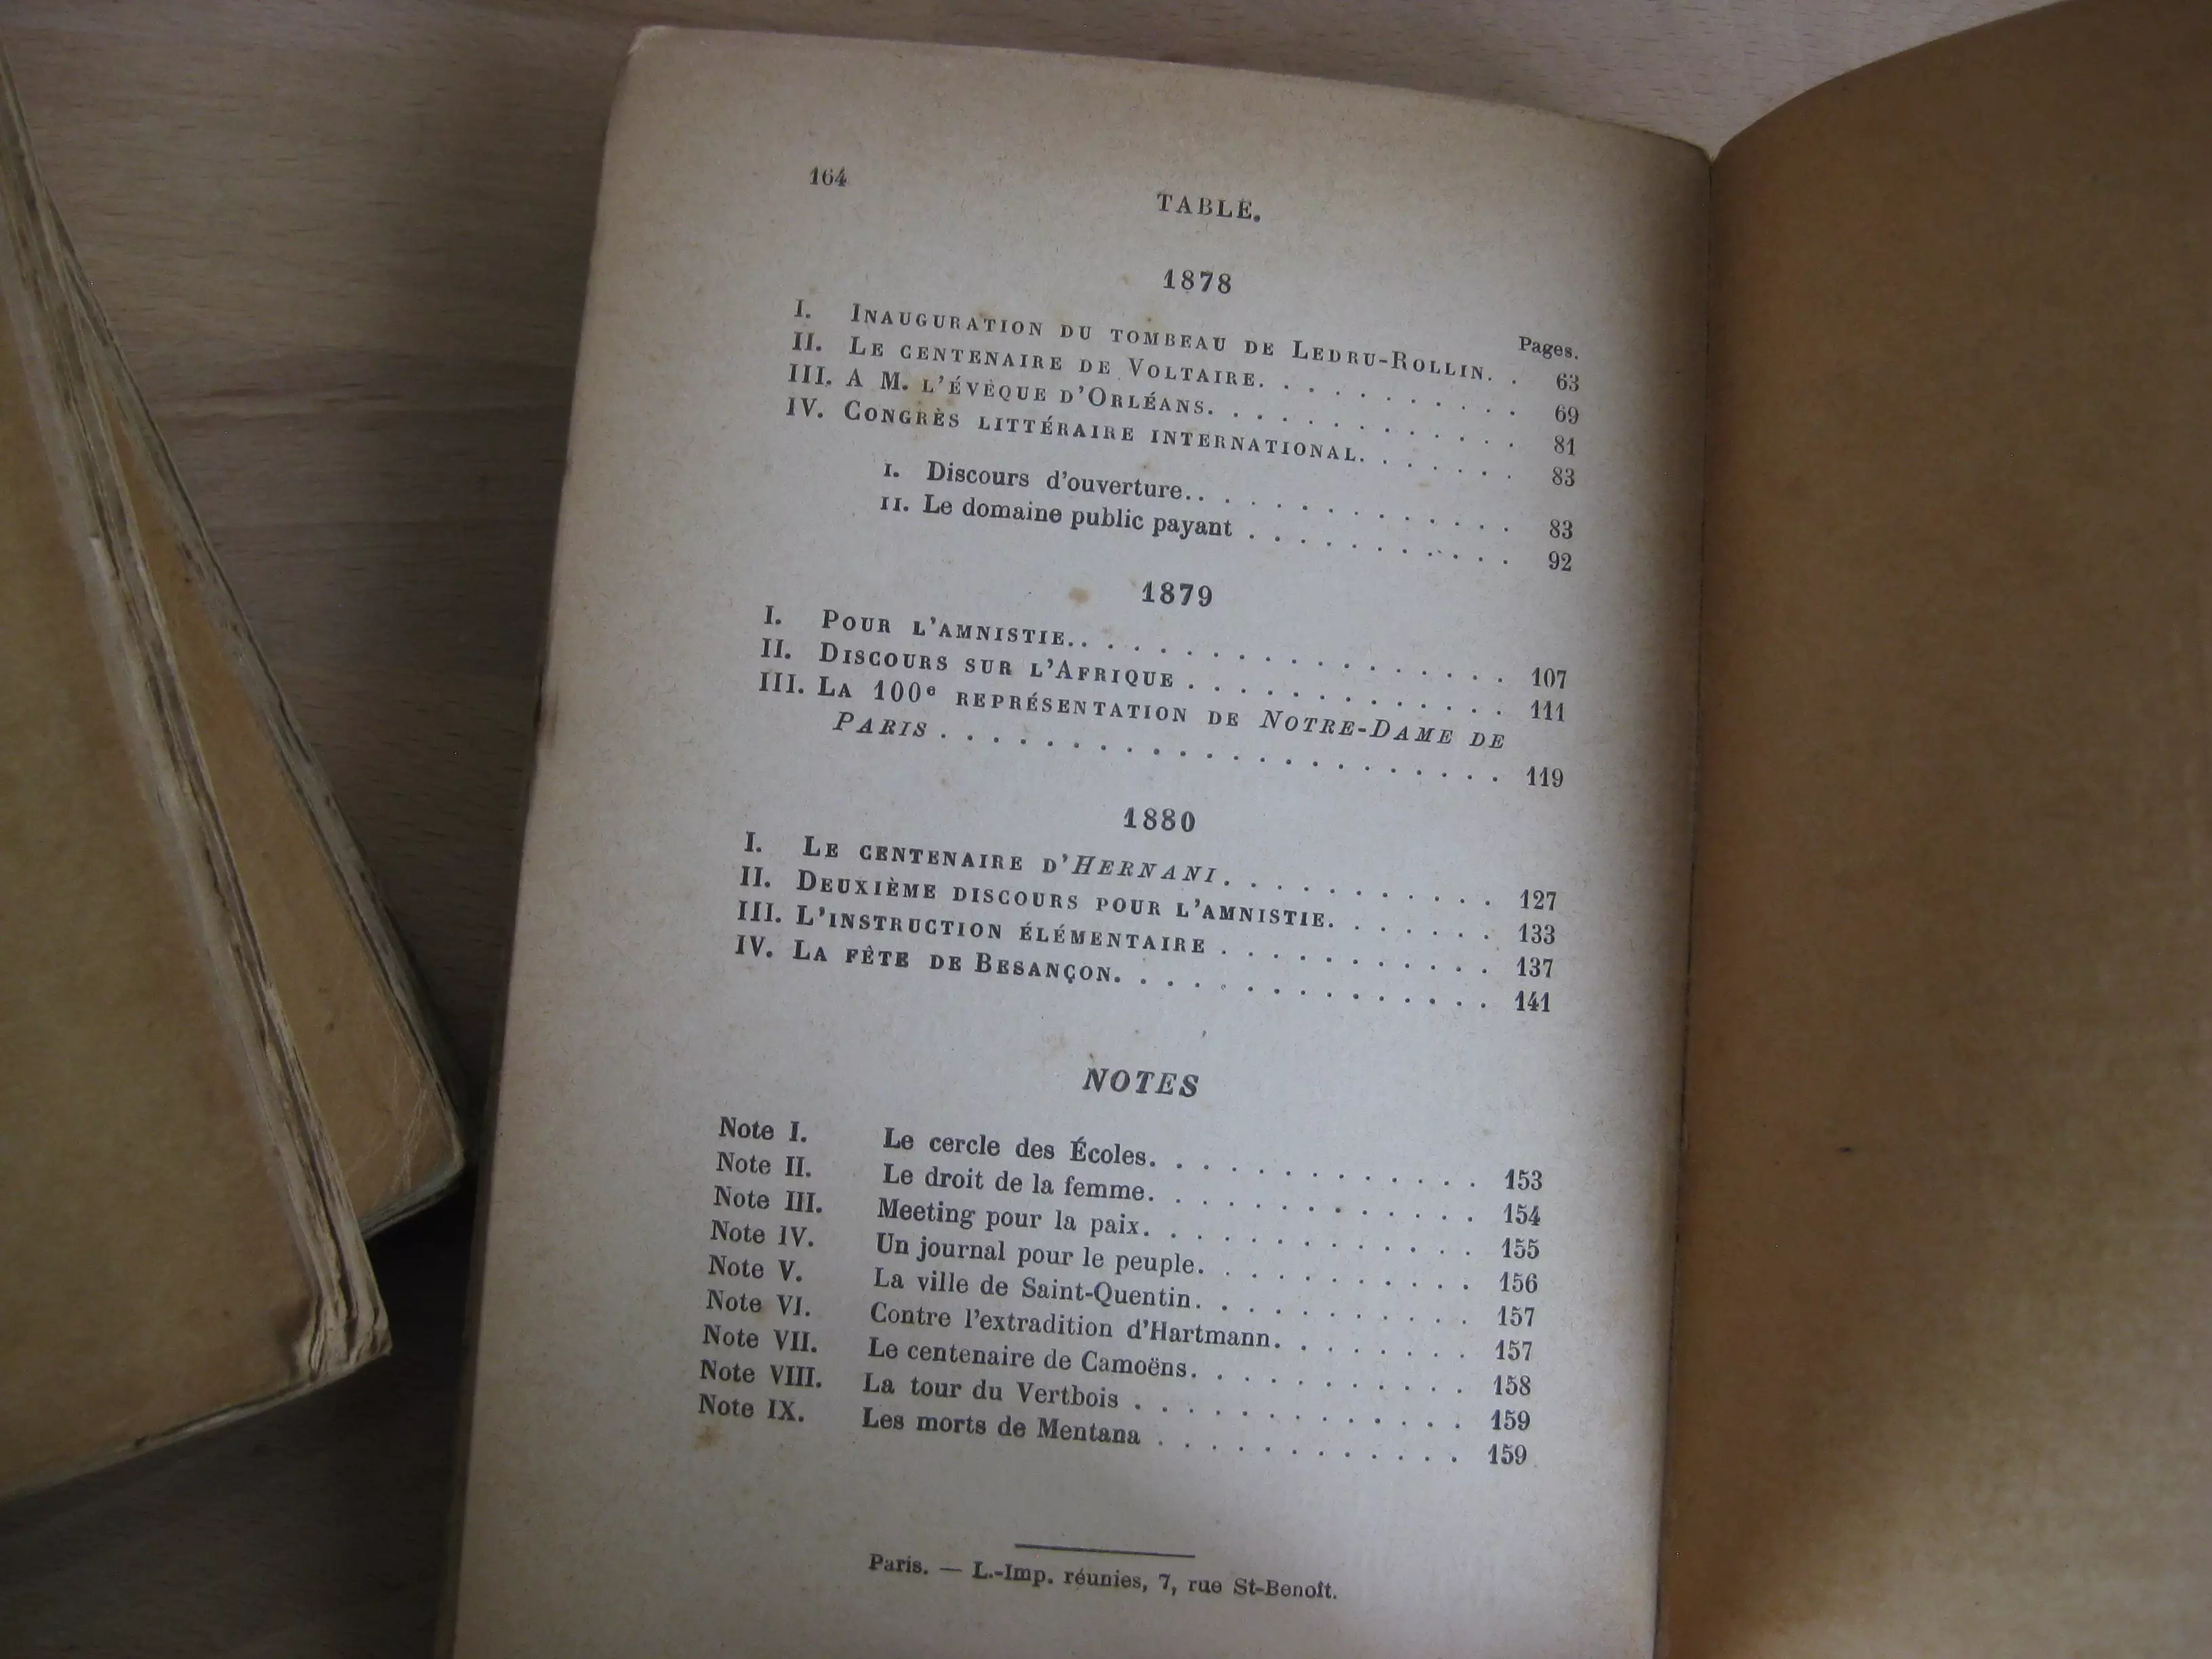 164
TABLE.
1878
Pages.
I. INAUGURATION DU TOMBEAU DE LEDRU-ROLLIN. . 63
II. LE CENTENAIRE DE VOLTAIRE. . . . . . . . . . . 69
III. A M. L'ÉVÊQUE D'ORLÉANS. . . . . . . . . . . . . 81
IV. CONGRÈS LITTÉRAIRE INTERNATIONAL. . . . . . . 83
I. Discours d'ouverture. . . . . . . . . . . . . . 83
II. Le domaine public payant . . . . . . . . . . . 92
1879
I. POUR L'AMNISTIE. . . . . . . . . . . . . . . . . . 107
II. DISCOURS SUR L'AFRIQUE . . . . . . . . . . . . . 111
III. LA 100e REPRÉSENTATION DE NOTRE-DAME DE
PARIS . . . . . . . . . . . . . . . . . . . . . . 119
1880
I. LE CENTENAIRE D'HERNANI. . . . . . . . . . . 127
II. DEUXIÈME DISCOURS POUR L'AMNISTIE. . . . . . . 133
III. L'INSTRUCTION ÉLÉMENTAIRE . . . . . . . . . . . 137
IV. LA FÊTE DE BESANÇON. . . . . . . . . . . . . . . 141
NOTES
Note I. Le cercle des Écoles. . . . . . . . . . . . . 153
Note II. Le droit de la femme. . . . . . . . . . . . . 154
Note III. Meeting pour la paix. . . . . . . . . . . . . 155
Note IV. Un journal pour le peuple. . . . . . . . . . . 156
Note V. La ville de Saint-Quentin. . . . . . . . . . . 157
Note VI. Contre l'extradition d'Hartmann. . . . . . . . 157
Note VII. Le centenaire de Camoëns. . . . . . . . . . . 158
Note VIII. La tour du Vertbois . . . . . . . . . . . . . 159
Note IX. Les morts de Mentana . . . . . . . . . . . . 159
Paris. — L.-Imp. réunies, 7, rue St-Benoît.